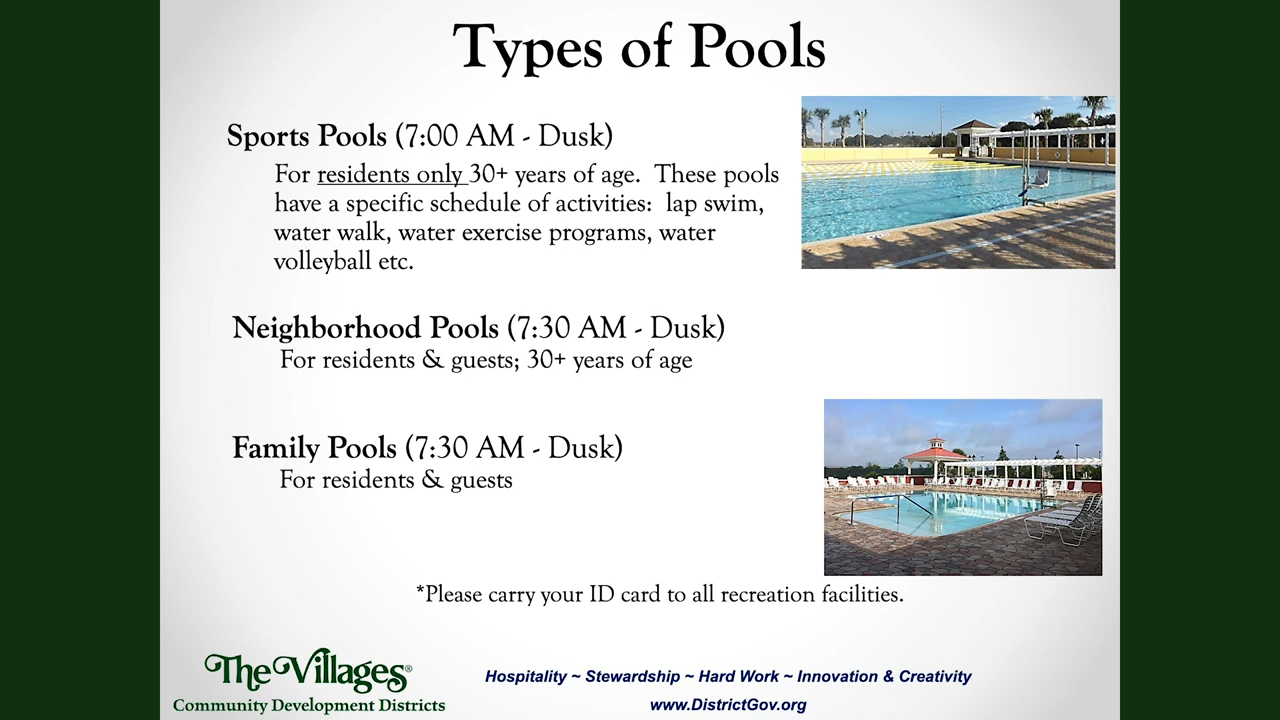 Types of Pools
Sports Pools (7:00 AM - Dusk)
For residents only 30+ years of age. These pools
have a specific schedule of activities: lap swim,
water walk, water exercise programs, water
volleyball etc.
Neighborhood Pools (7:30 AM - Dusk)
For residents & guests; 30+ years of age
Family Pools (7:30 AM - Dusk)
For residents & guests
*Please carry your ID card to all recreation facilities.
The Villages®
Community Development Districts
Hospitality ~ Stewardship ~ Hard Work ~ Innovation & Creativity
www.DistrictGov.org